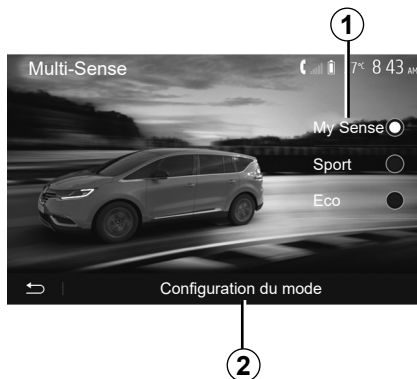 1
Multi-Sense 7°C 8 43 AM
My Sense
Sport
Eco
Configuration du mode
2